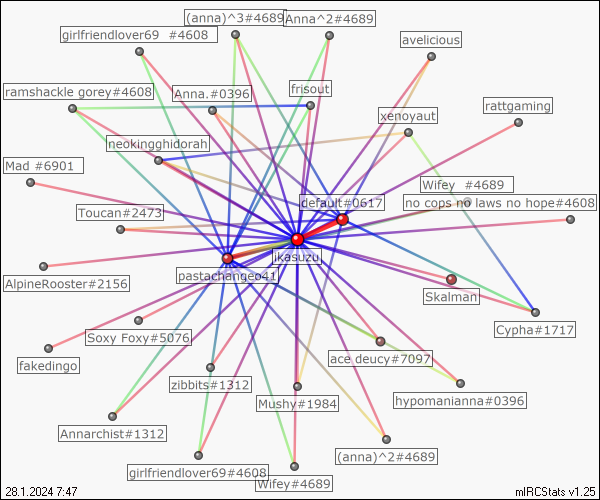 (anna)^3#4689
Anna^2#4689
girlfriendlover69 #4608
avelicious
ramshackle gorey#4608
Anna.#0396
frisout
rattgaming
xenoyaut
neokingghidorah
Mad #6901
Wifey #4689
default#0617
no cops no laws no hope#4608
Toucan#2473
ikasuzu
pastachangeo41
AlpineRooster#2156
Skalman
Cypha#1717
Soxy Foxy#5076
fakedingo
ace deucy#7097
zibbits#1312
Mushy#1984
hypomanianna#0396
Annarchist#1312
(anna)^2#4689
girlfriendlover69#4608
Wifey#4689
28.1.2024 7:47
mIRCStats v1.25